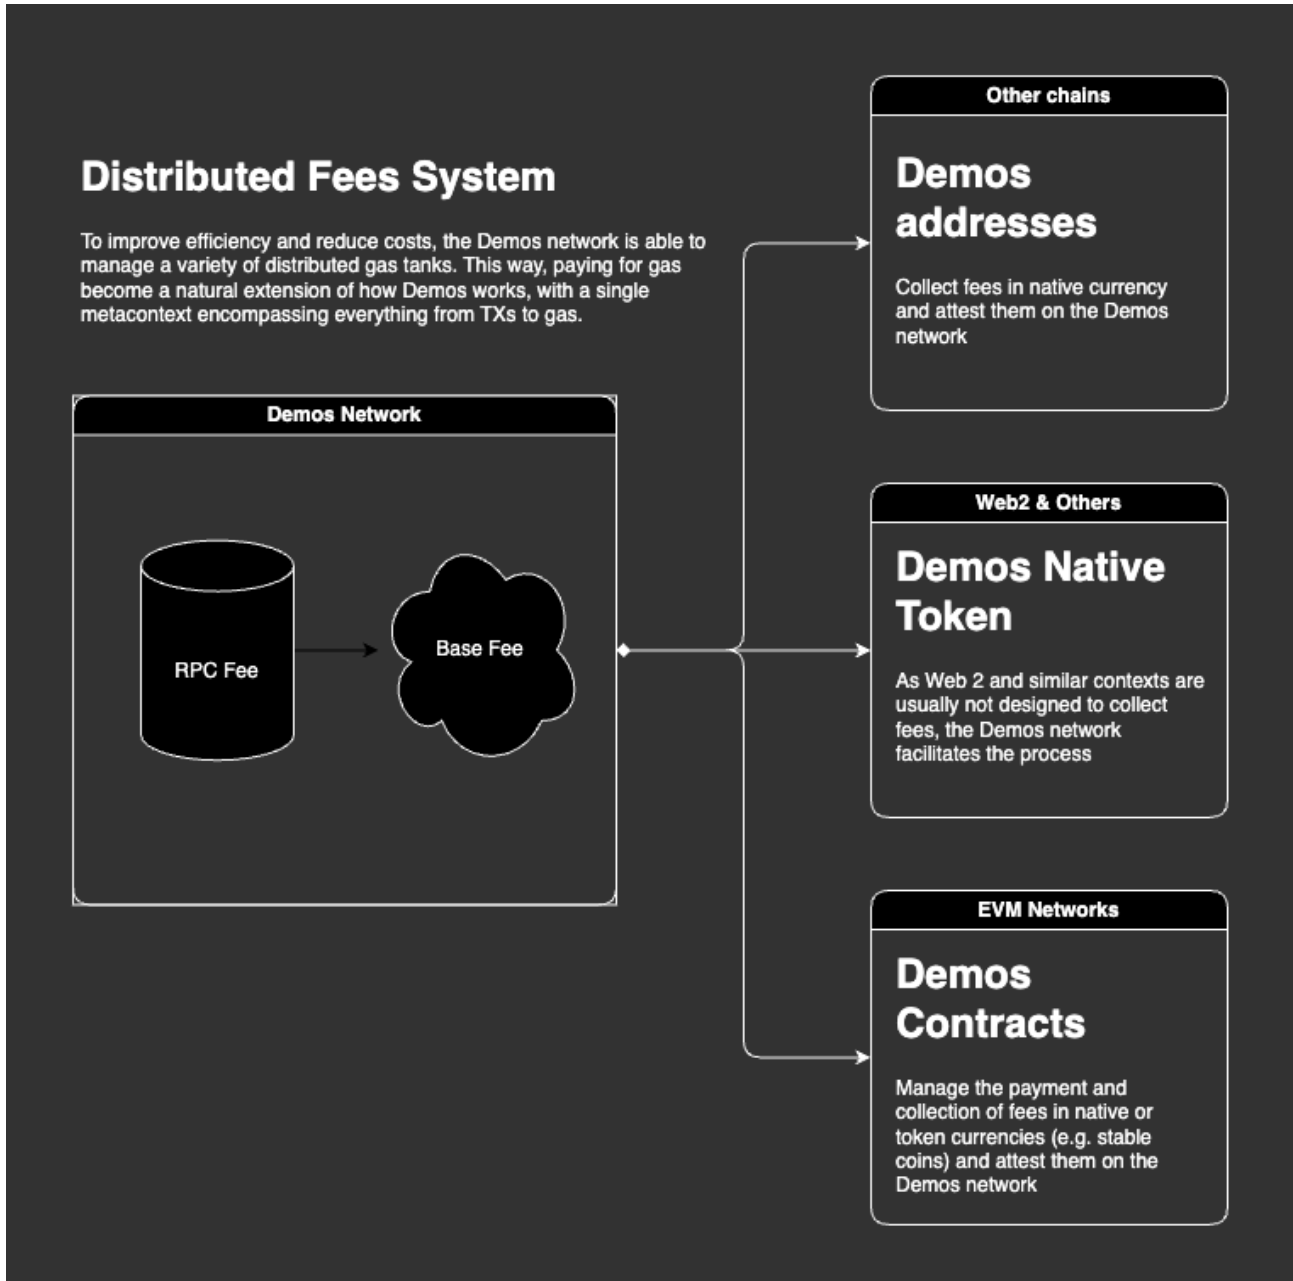 Distributed Fees System
To improve efficiency and reduce costs, the Demos network is able to
manage a variety of distributed gas tanks. This way, paying for gas
become a natural extension of how Demos works, with a single
metacontext encompassing everything from TXs to gas.
Demos Network
RPC Fee
Base Fee
Other chains
Demos
addresses
Collect fees in native currency
and attest them on the Demos
network
Web2 & Others
Demos Native
Token
As Web 2 and similar contexts are
usually not designed to collect
fees, the Demos network
facilitates the process
EVM Networks
Demos
Contracts
Manage the payment and
collection of fees in native or
token currencies (e.g. stable
coins) and attest them on the
Demos network